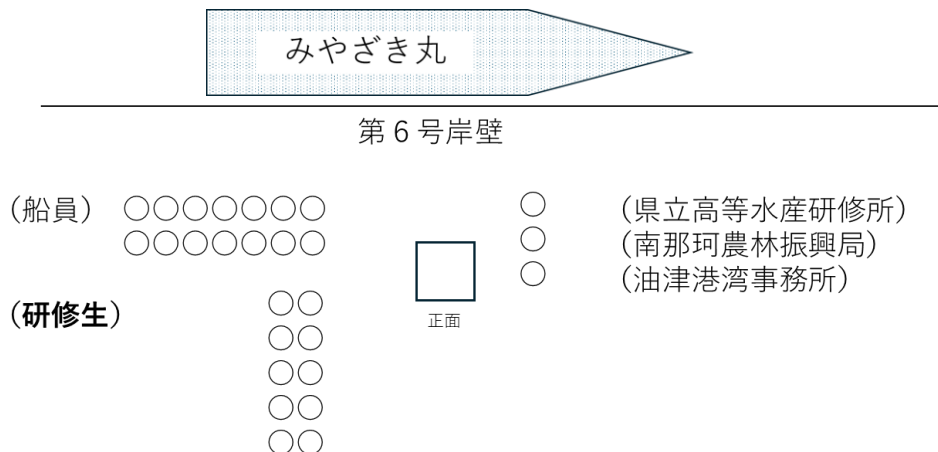 みやざき丸
第6号岸壁
(船員) ○○○○○○○
○○○○○○○
○ (県立高等水産研修所)
○ (南那珂農林振興局)
○ (油津港湾事務所)
正面
(研修生) ○○
○○
○○
○○
○○